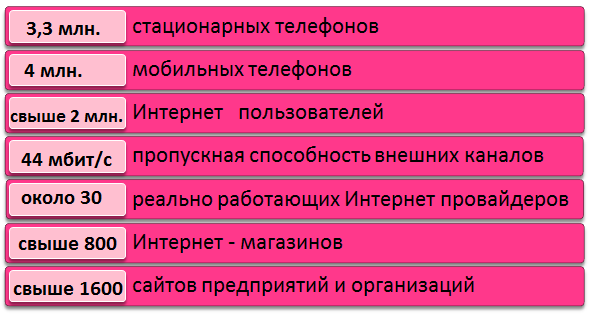 3,3 млн. стационарных телефонов
4 млн. мобильных телефонов
свыше 2 млн. Интернет пользователей
44 мбит/с пропускная способность внешних каналов
около 30 реально работающих Интернет провайдеров
свыше 800 Интернет - магазинов
свыше 1600 сайтов предприятий и организаций